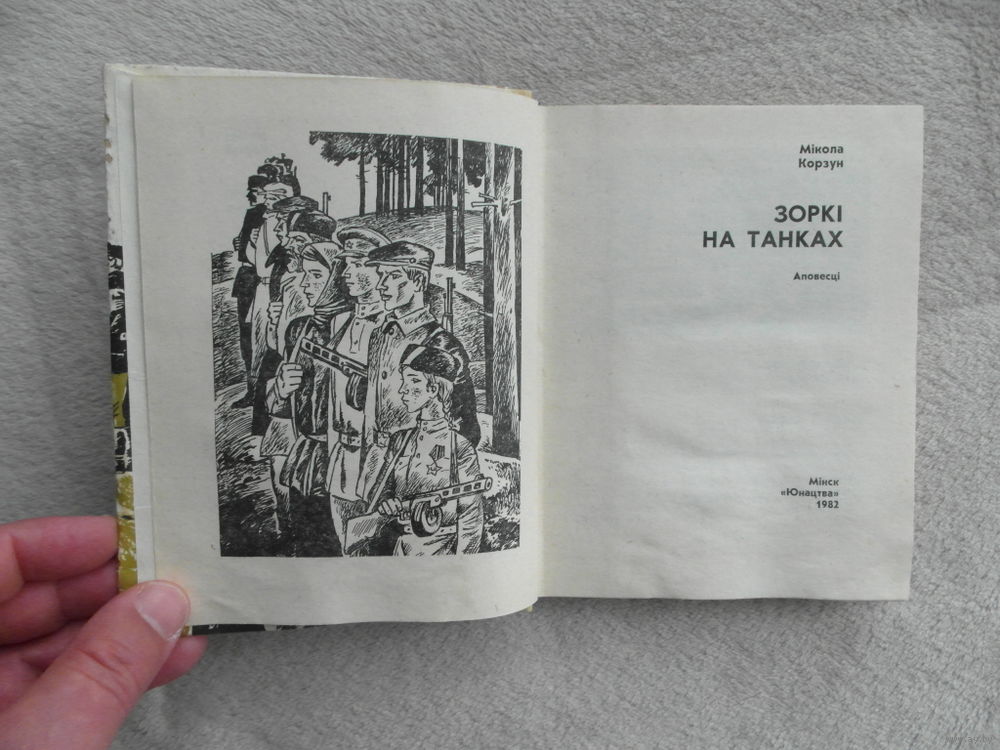 Мікола
Корзун
ЗОРКІ
НА ТАНКАХ
Аповесці
Мінск
«Юнацтва»
1982